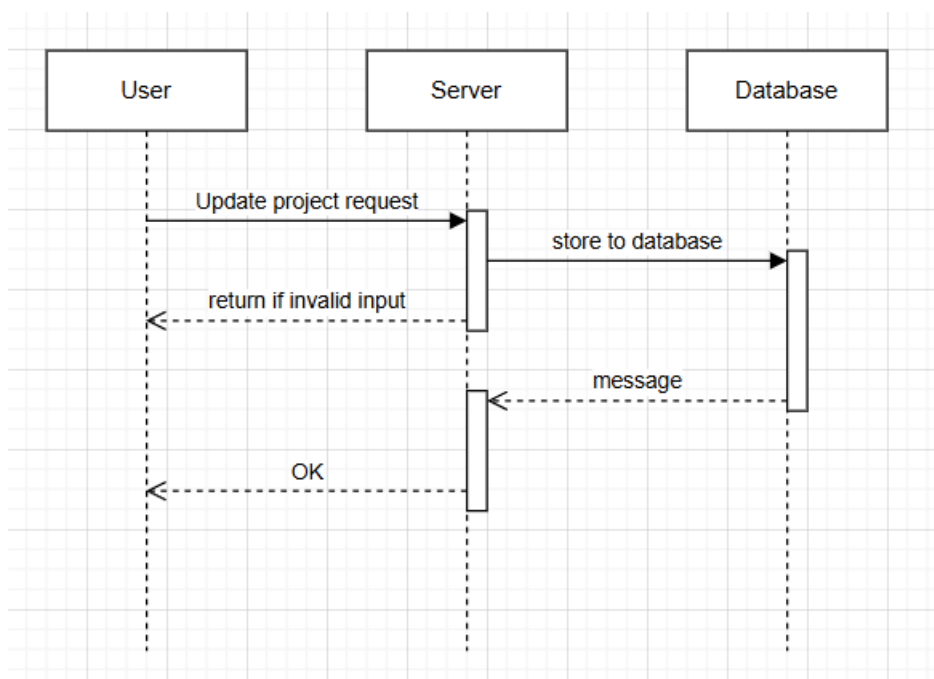 User
Server
Database
Update project request
store to database
return if invalid input
message
OK